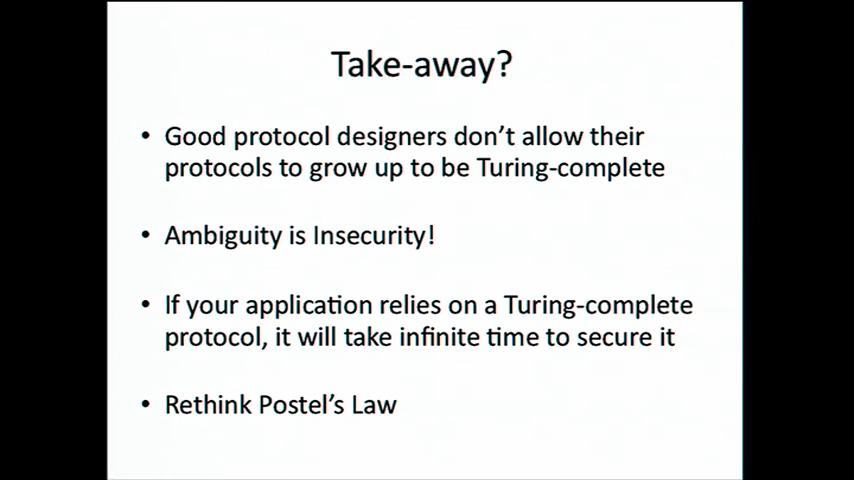 Take-away?
• Good protocol designers don't allow their
protocols to grow up to be Turing-complete
• Ambiguity is Insecurity!
• If your application relies on a Turing-complete
protocol, it will take infinite time to secure it
• Rethink Postel's Law